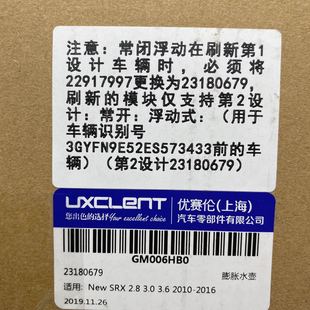 注意：常闭浮动在刷新第1
设计车辆时，必须将
22917997更换为23180679，
刷新的模块仅支持第2设
计：常开：浮动式：（用于
车辆识别号
3GYFN9E52ES573433前的车
辆）（第2设计23180679）
UXCLENT
您出色的选择Your excellent choice
优赛伦(上海)
汽车零部件有限公司
GM006HB0
23180679
膨胀水壶
适用：New SRX 2.8 3.0 3.6 2010-2016
2019.11.26